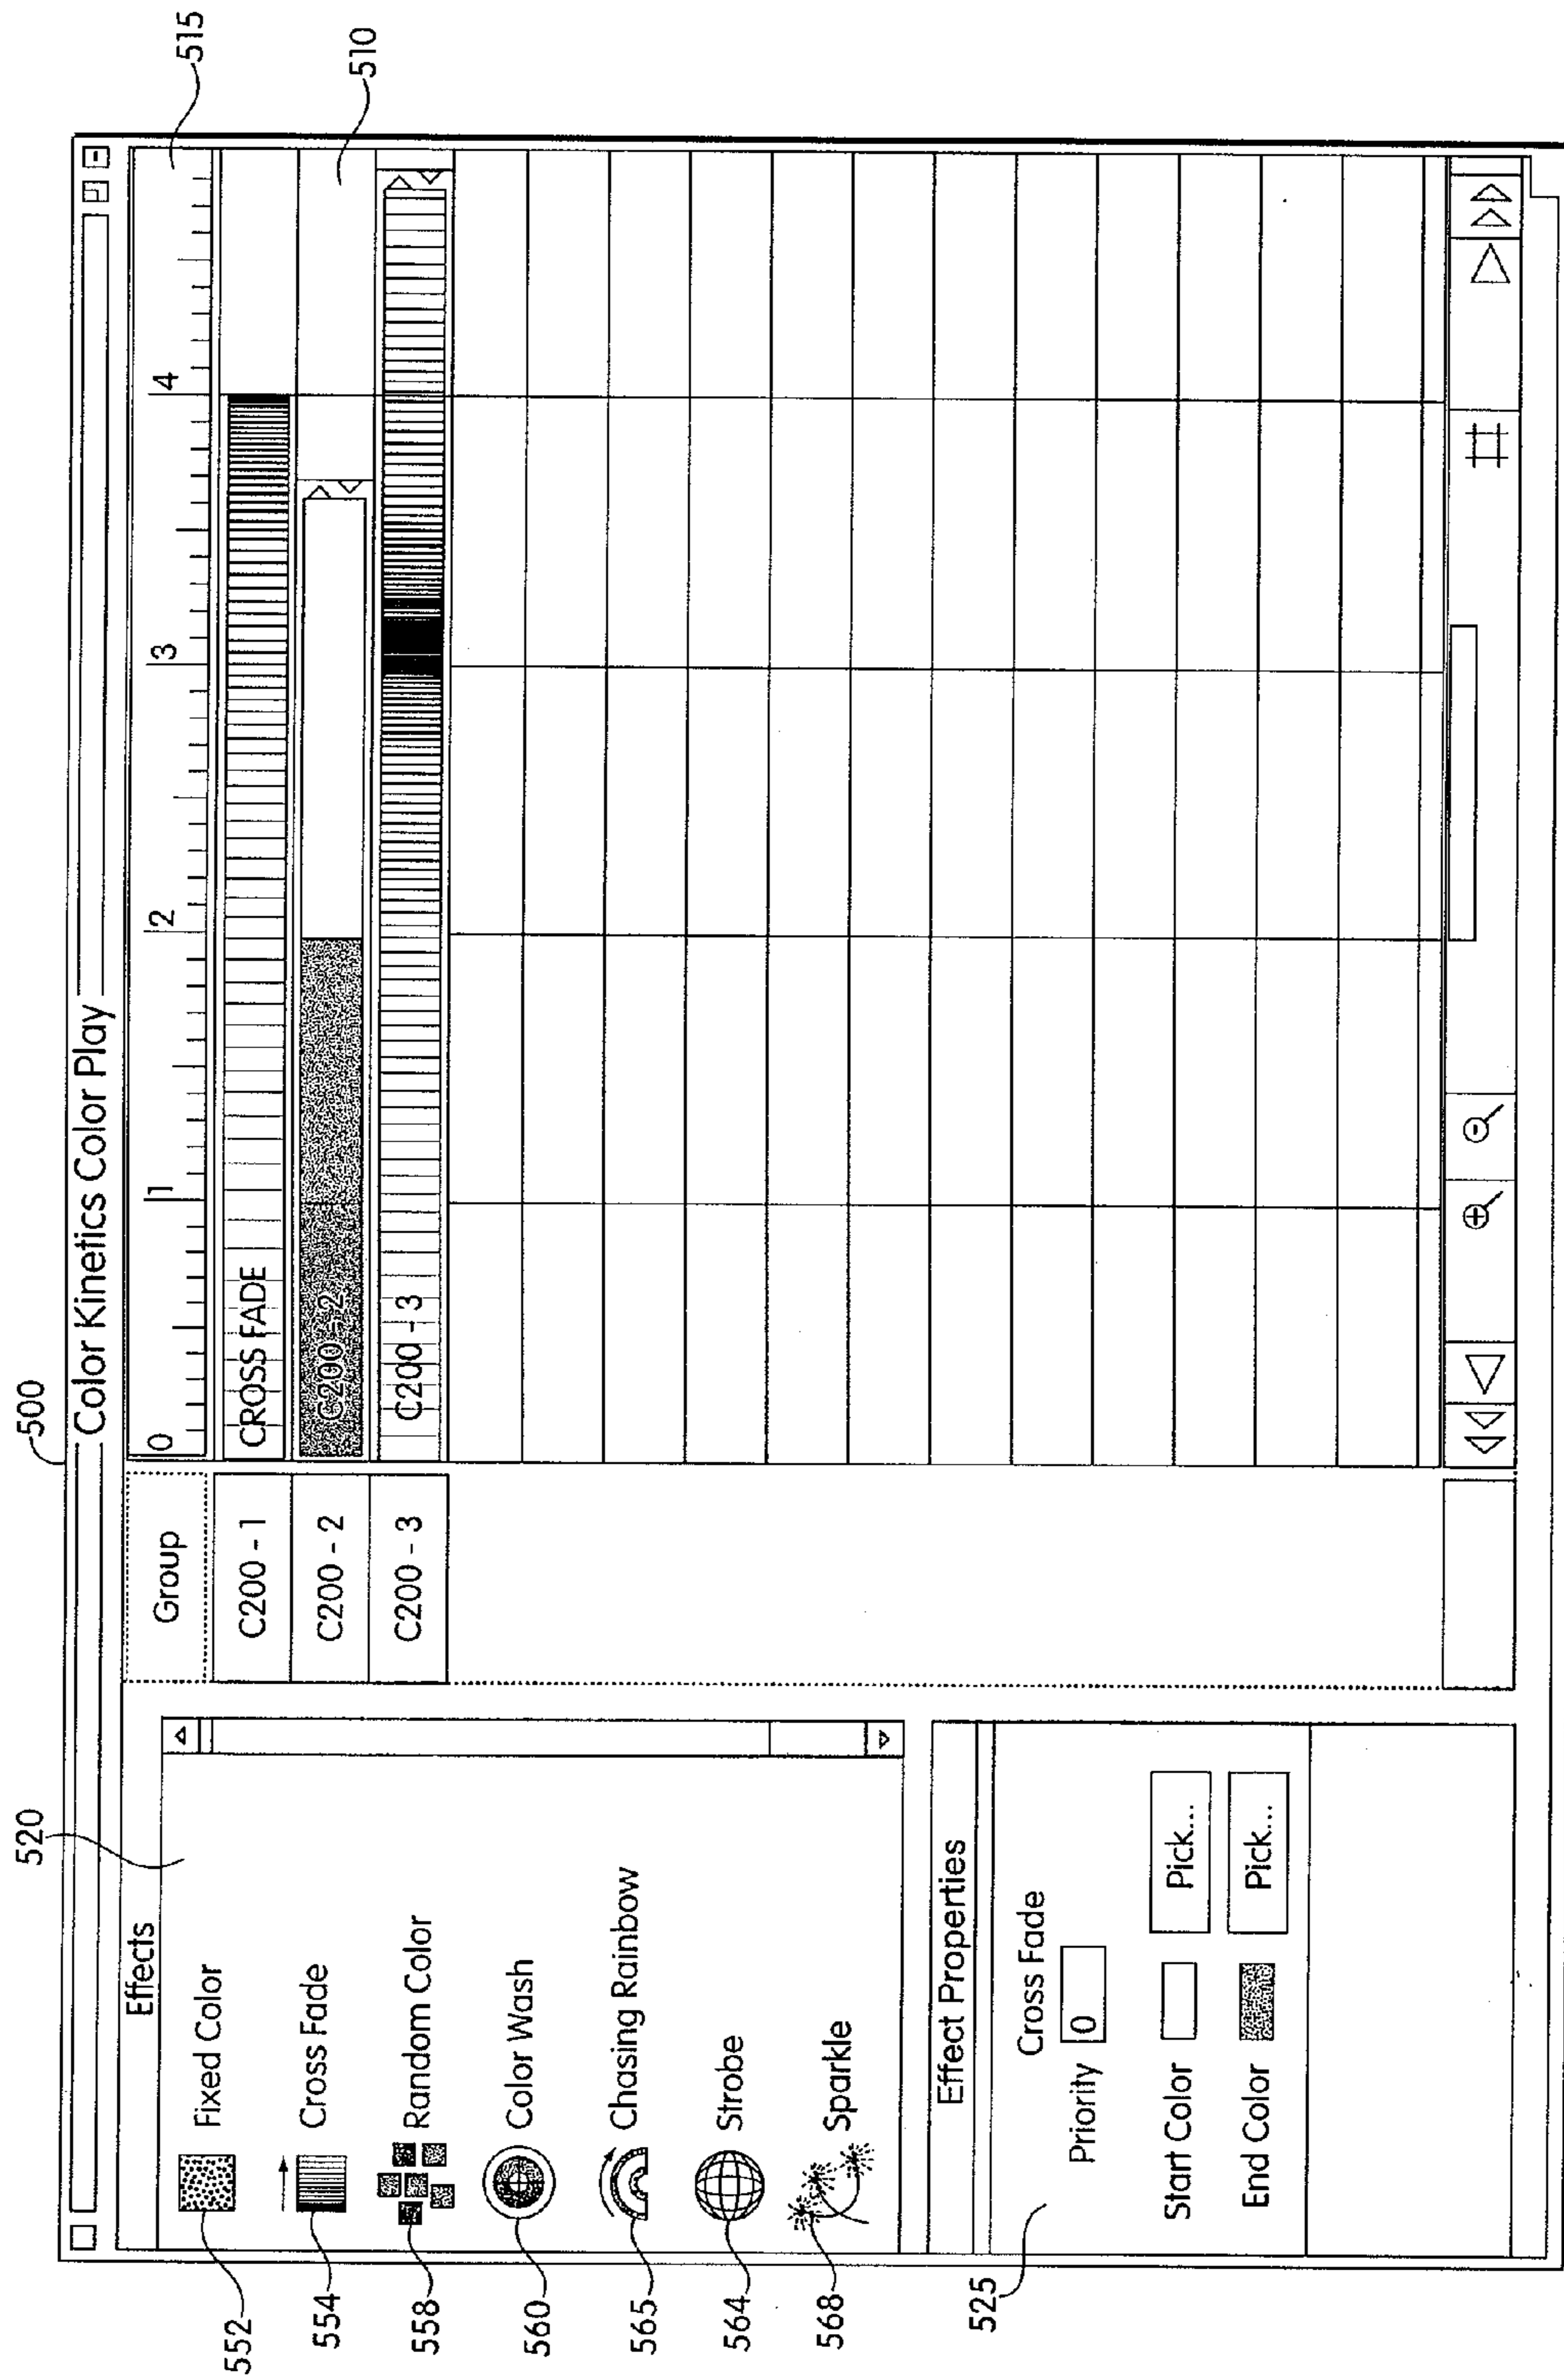 500
Color Kinetics Color Play
520
Effects
552
Fixed Color
554
Cross Fade
558
Random Color
560
Color Wash
565
Chasing Rainbow
564
Strobe
568
Sparkle
525
Effect Properties
Cross Fade
Priority 0
Start Color Pick...
End Color Pick...
Group
C200 - 1
C200 - 2
C200 - 3
0 1 2 3 4
515
CROSS FADE
C200 - 2
510
C200 - 3